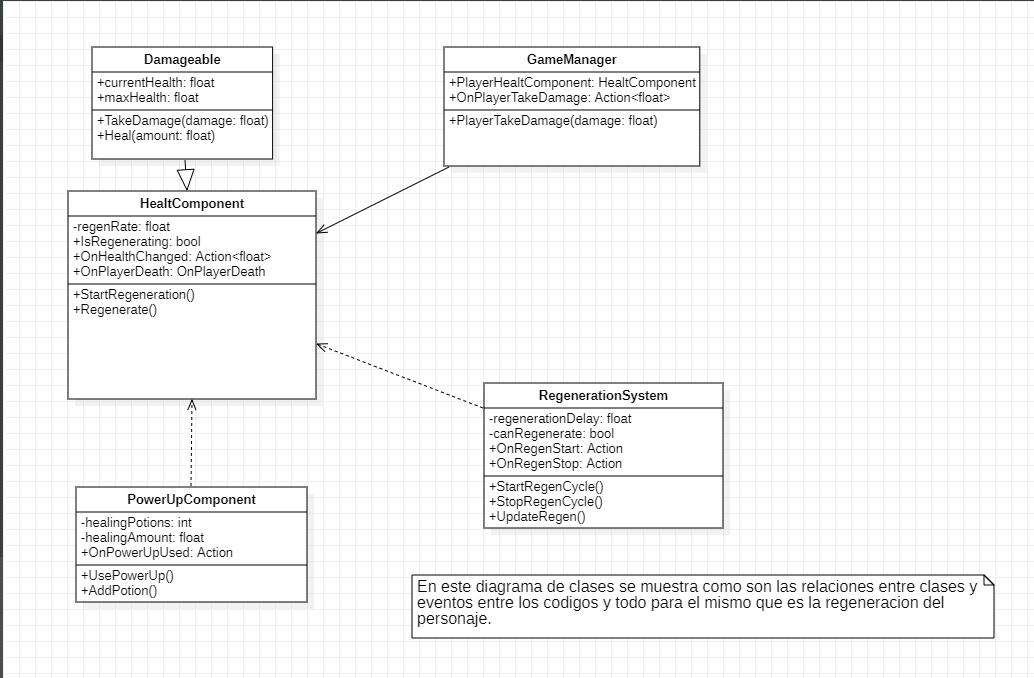 Damageable
+currentHealth: float
+maxHealth: float
+TakeDamage(damage: float)
+Heal(amount: float)
GameManager
+PlayerHealtComponent: HealtComponent
+OnPlayerTakeDamage: Action<float>
+PlayerTakeDamage(damage: float)
HealtComponent
-regenRate: float
+IsRegenerating: bool
+OnHealthChanged: Action<float>
+OnPlayerDeath: OnPlayerDeath
+StartRegeneration()
+Regenerate()
RegenerationSystem
-regenerationDelay: float
-canRegenerate: bool
+OnRegenStart: Action
+OnRegenStop: Action
+StartRegenCycle()
+StopRegenCycle()
+UpdateRegen()
PowerUpComponent
-healingPotions: int
-healingAmount: float
+OnPowerUpUsed: Action
+UsePowerUp()
+AddPotion()
En este diagrama de clases se muestra como son las relaciones entre clases y
eventos entre los codigos y todo para el mismo que es la regeneracion del
personaje.